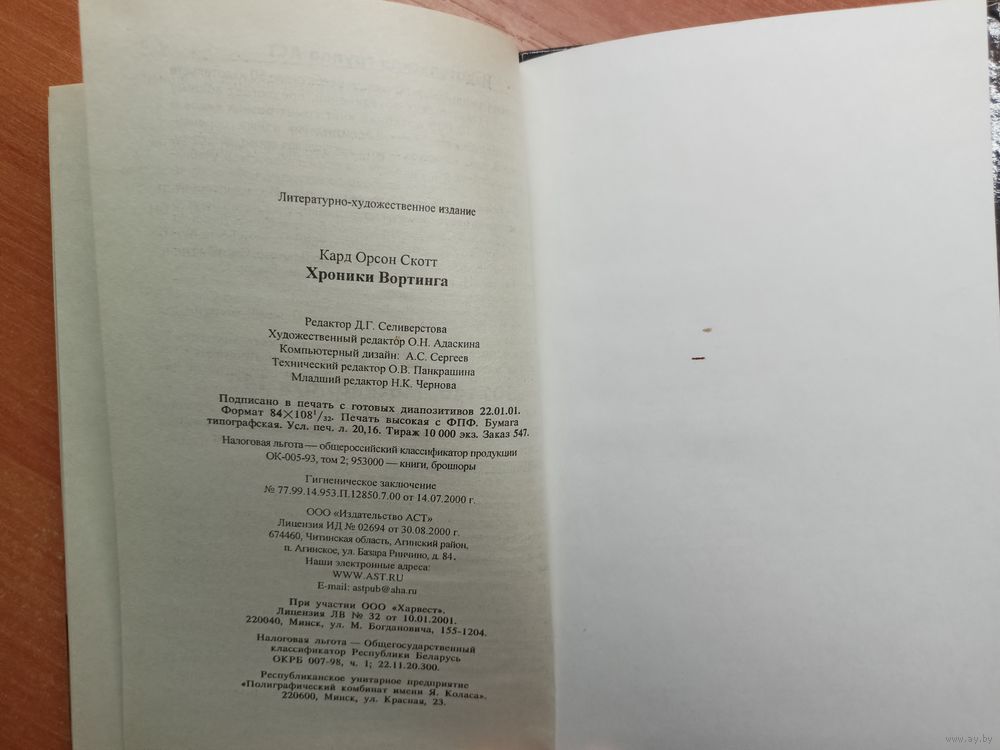 Литературно-художественное издание
Кард Орсон Скотт
Хроники Вортинга
Редактор Д.Г. Селиверстова
Художественный редактор О.Н. Адаскина
Компьютерный дизайн: А.С. Сергеев
Технический редактор О.В. Панкрашина
Младший редактор Н.К. Чернова
Подписано в печать с готовых диапозитивов 22.01.01.
Формат 84×108¹/₃₂. Печать высокая с ФПФ. Бумага
типографская. Усл. печ. л. 20,16. Тираж 10 000 экз. Заказ 547.
Налоговая льгота — общероссийский классификатор продукции
ОК-005-93, том 2; 953000 — книги, брошюры
Гигиеническое заключение
№ 77.99.14.953.П.12850.7.00 от 14.07.2000 г.
ООО «Издательство АСТ»
Лицензия ИД № 02694 от 30.08.2000 г.
674460, Читинская область, Агинский район,
п. Агинское, ул. Базара Ринчино, д. 84.
Наши электронные адреса:
WWW.AST.RU
E-mail: astpub@aha.ru
При участии ООО «Харвест».
Лицензия ЛВ № 32 от 10.01.2001.
220040, Минск, ул. М. Богдановича, 155-1204.
Налоговая льгота — Общегосударственный
классификатор Республики Беларусь
ОКРБ 007-98, ч. 1; 22.11.20.300.
Республиканское унитарное предприятие
«Полиграфический комбинат имени Я. Коласа».
220600, Минск, ул. Красная, 23.
www.ay.by